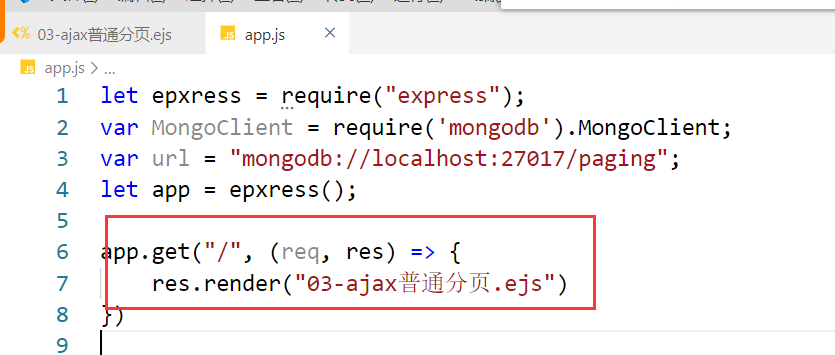 03-ajax普通分页.ejs
JS app.js ×
JS app.js > ...
1 let epxress = require("express");
2 var MongoClient = require('mongodb').MongoClient;
3 var url = "mongodb://localhost:27017/paging";
4 let app = epxress();
5
6 app.get("/", (req, res) => {
7 res.render("03-ajax普通分页.ejs")
8 })
9